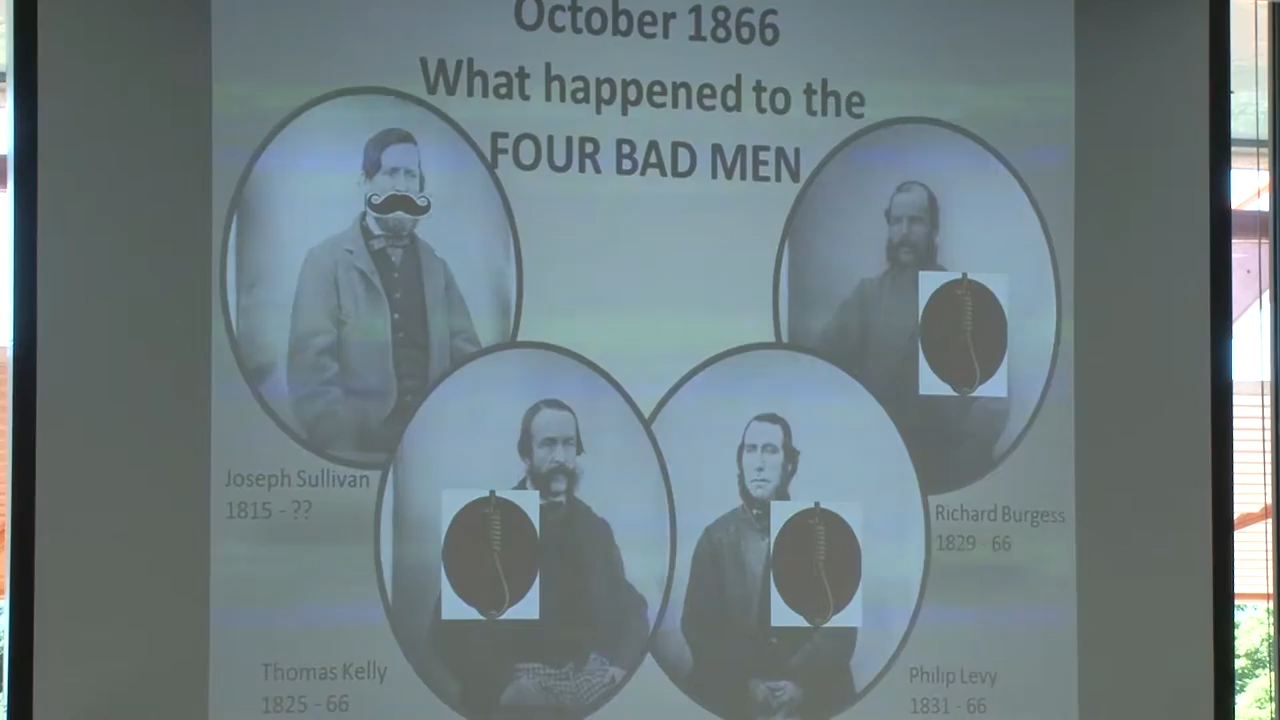 October 1866
What happened to the
FOUR BAD MEN
Joseph Sullivan
1815 - ??
Richard Burgess
1829 - 66
Thomas Kelly
1825 - 66
Philip Levy
1831 - 66